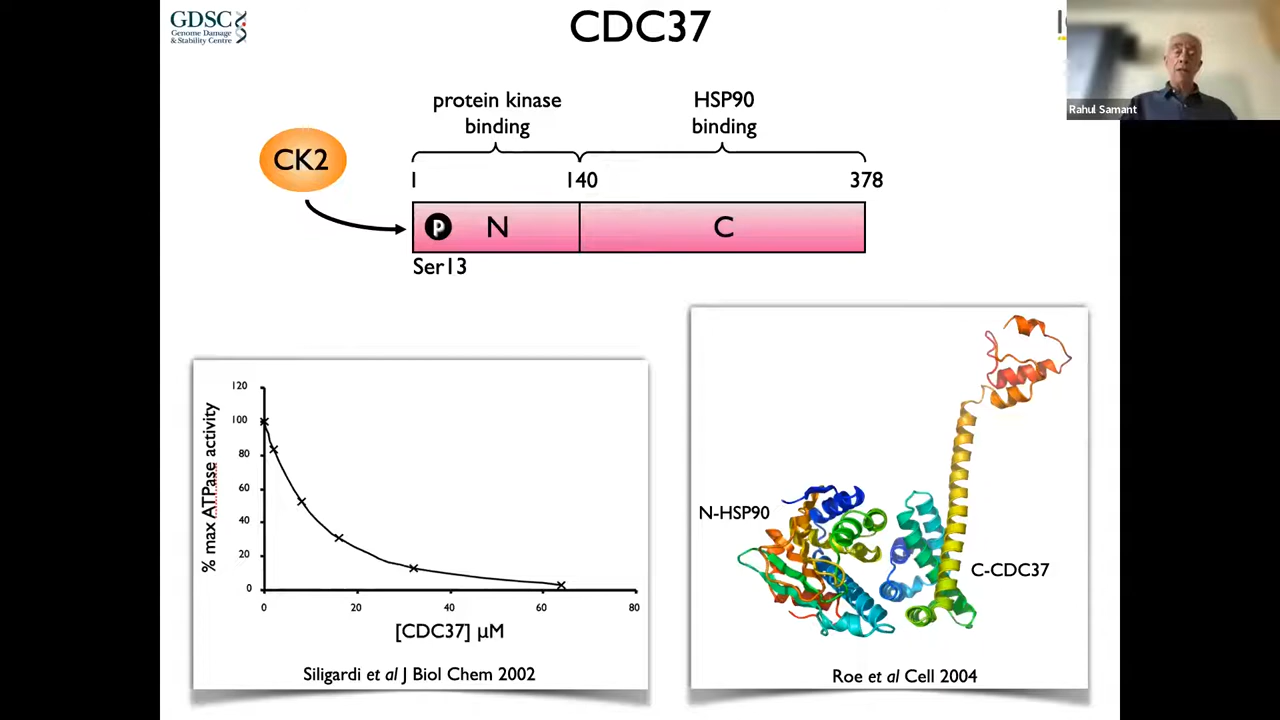 GDSC
Genome Damage
& Stability Centre
CDC37
Rahul Samant
protein kinase
binding
HSP90
binding
CK2
1
140
378
P
N
C
Ser13
120
100
80
60
40
20
0
% max ATPase activity
0
20
40
60
80
[CDC37] µM
Siligardi et al J Biol Chem 2002
N-HSP90
C-CDC37
Roe et al Cell 2004